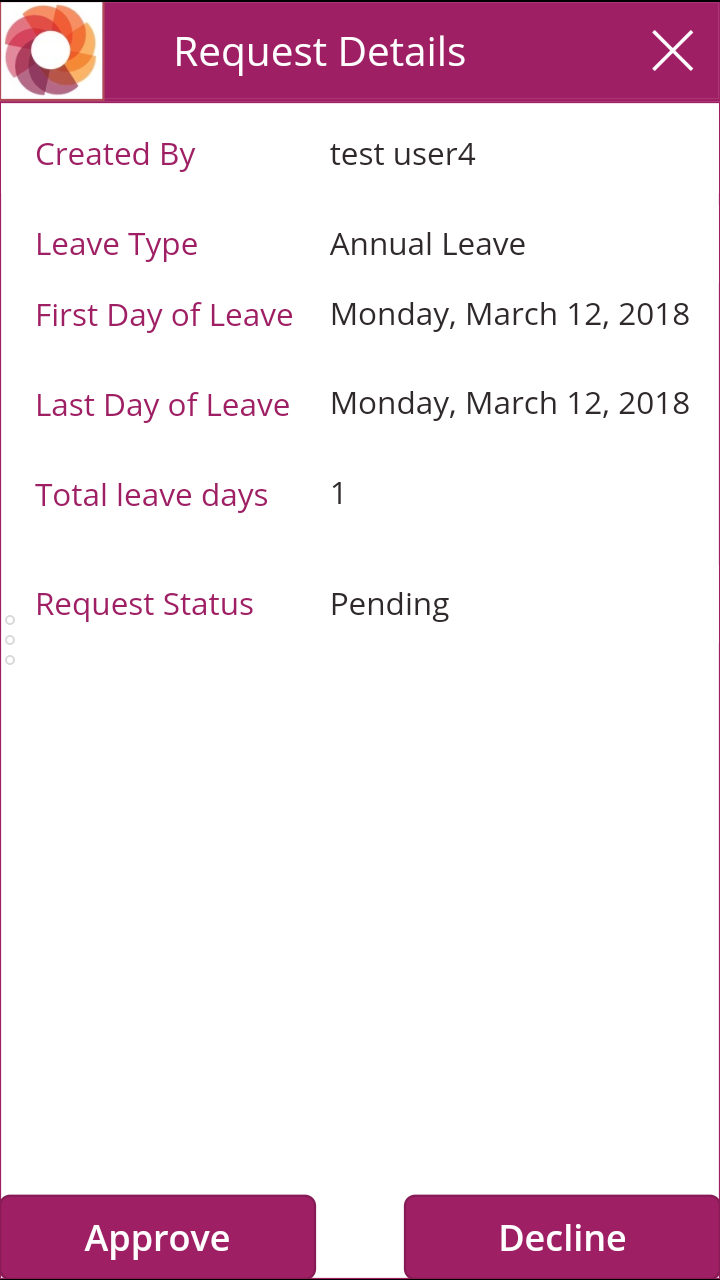 Request Details
Created By test user4
Leave Type Annual Leave
First Day of Leave Monday, March 12, 2018
Last Day of Leave Monday, March 12, 2018
Total leave days 1
Request Status Pending
Approve Decline